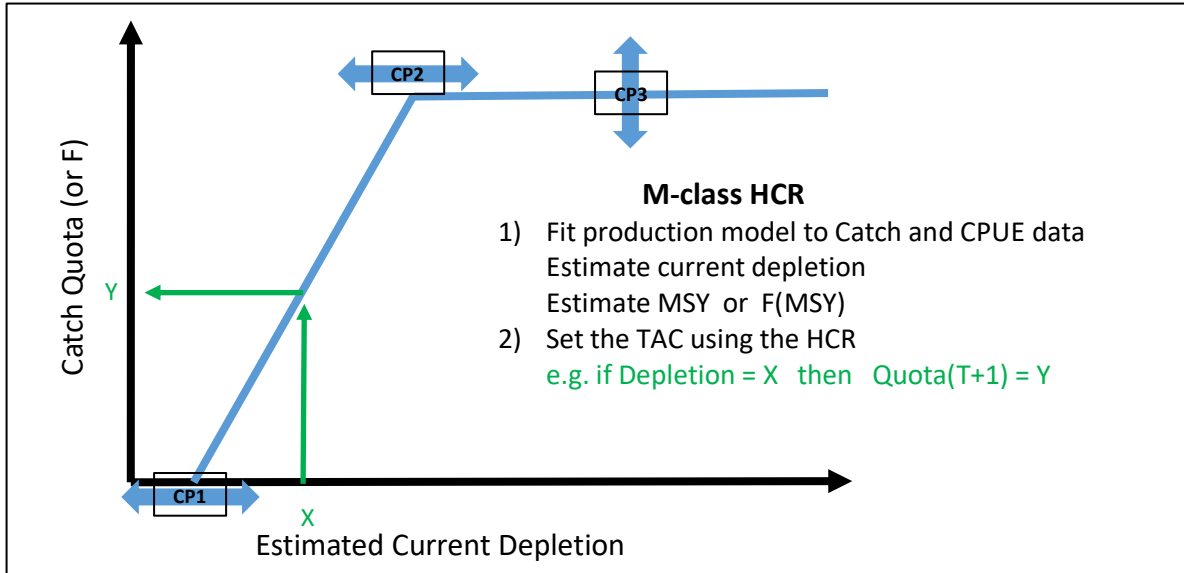 CP2
CP3
Catch Quota (or F)
M-class HCR
1) Fit production model to Catch and CPUE data
Estimate current depletion
Estimate MSY or F(MSY)
2) Set the TAC using the HCR
e.g. if Depletion = X then Quota(T+1) = Y
Y
CP1
X
Estimated Current Depletion